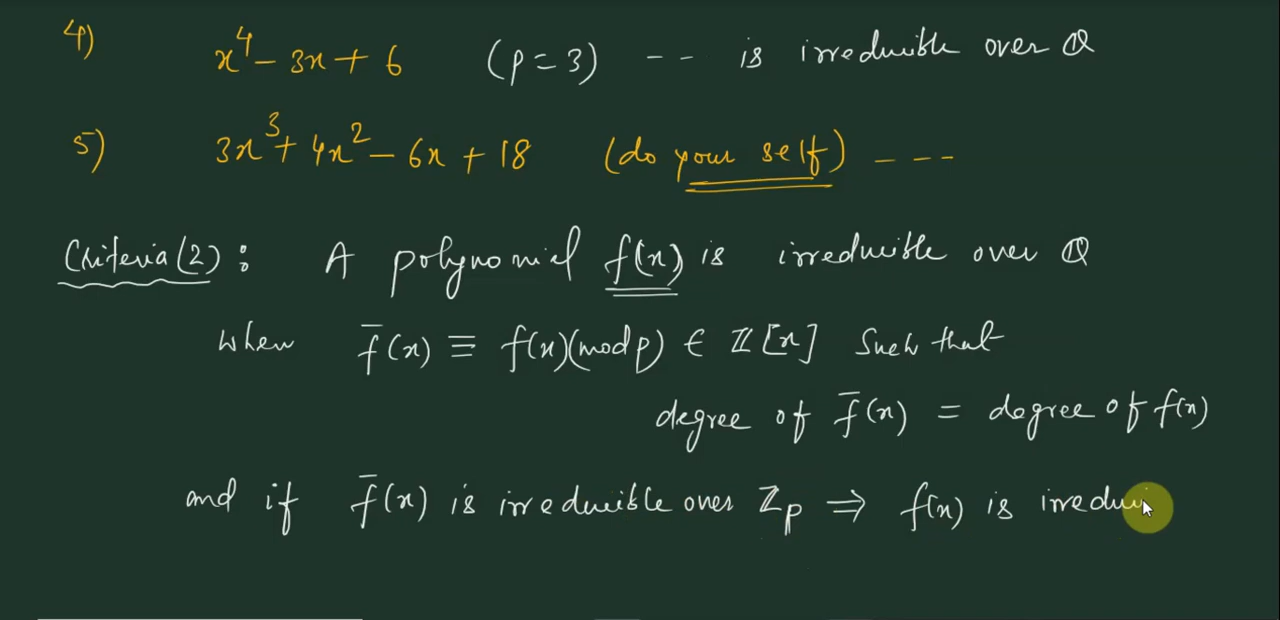 4) x⁴ - 3x + 6 (p = 3) -- is irreducible over ℚ
5) 3x³ + 4x² - 6x + 18 (do your self) ---
Criteria (2) : A polynomial f(x) is irreducible over ℚ
when f̄(x) ≡ f(x)(mod p) ∈ ℤ[x] such that
degree of f̄(x) = degree of f(x)
and if f̄(x) is irreducible over ℤₚ ⇒ f(x) is irreduci